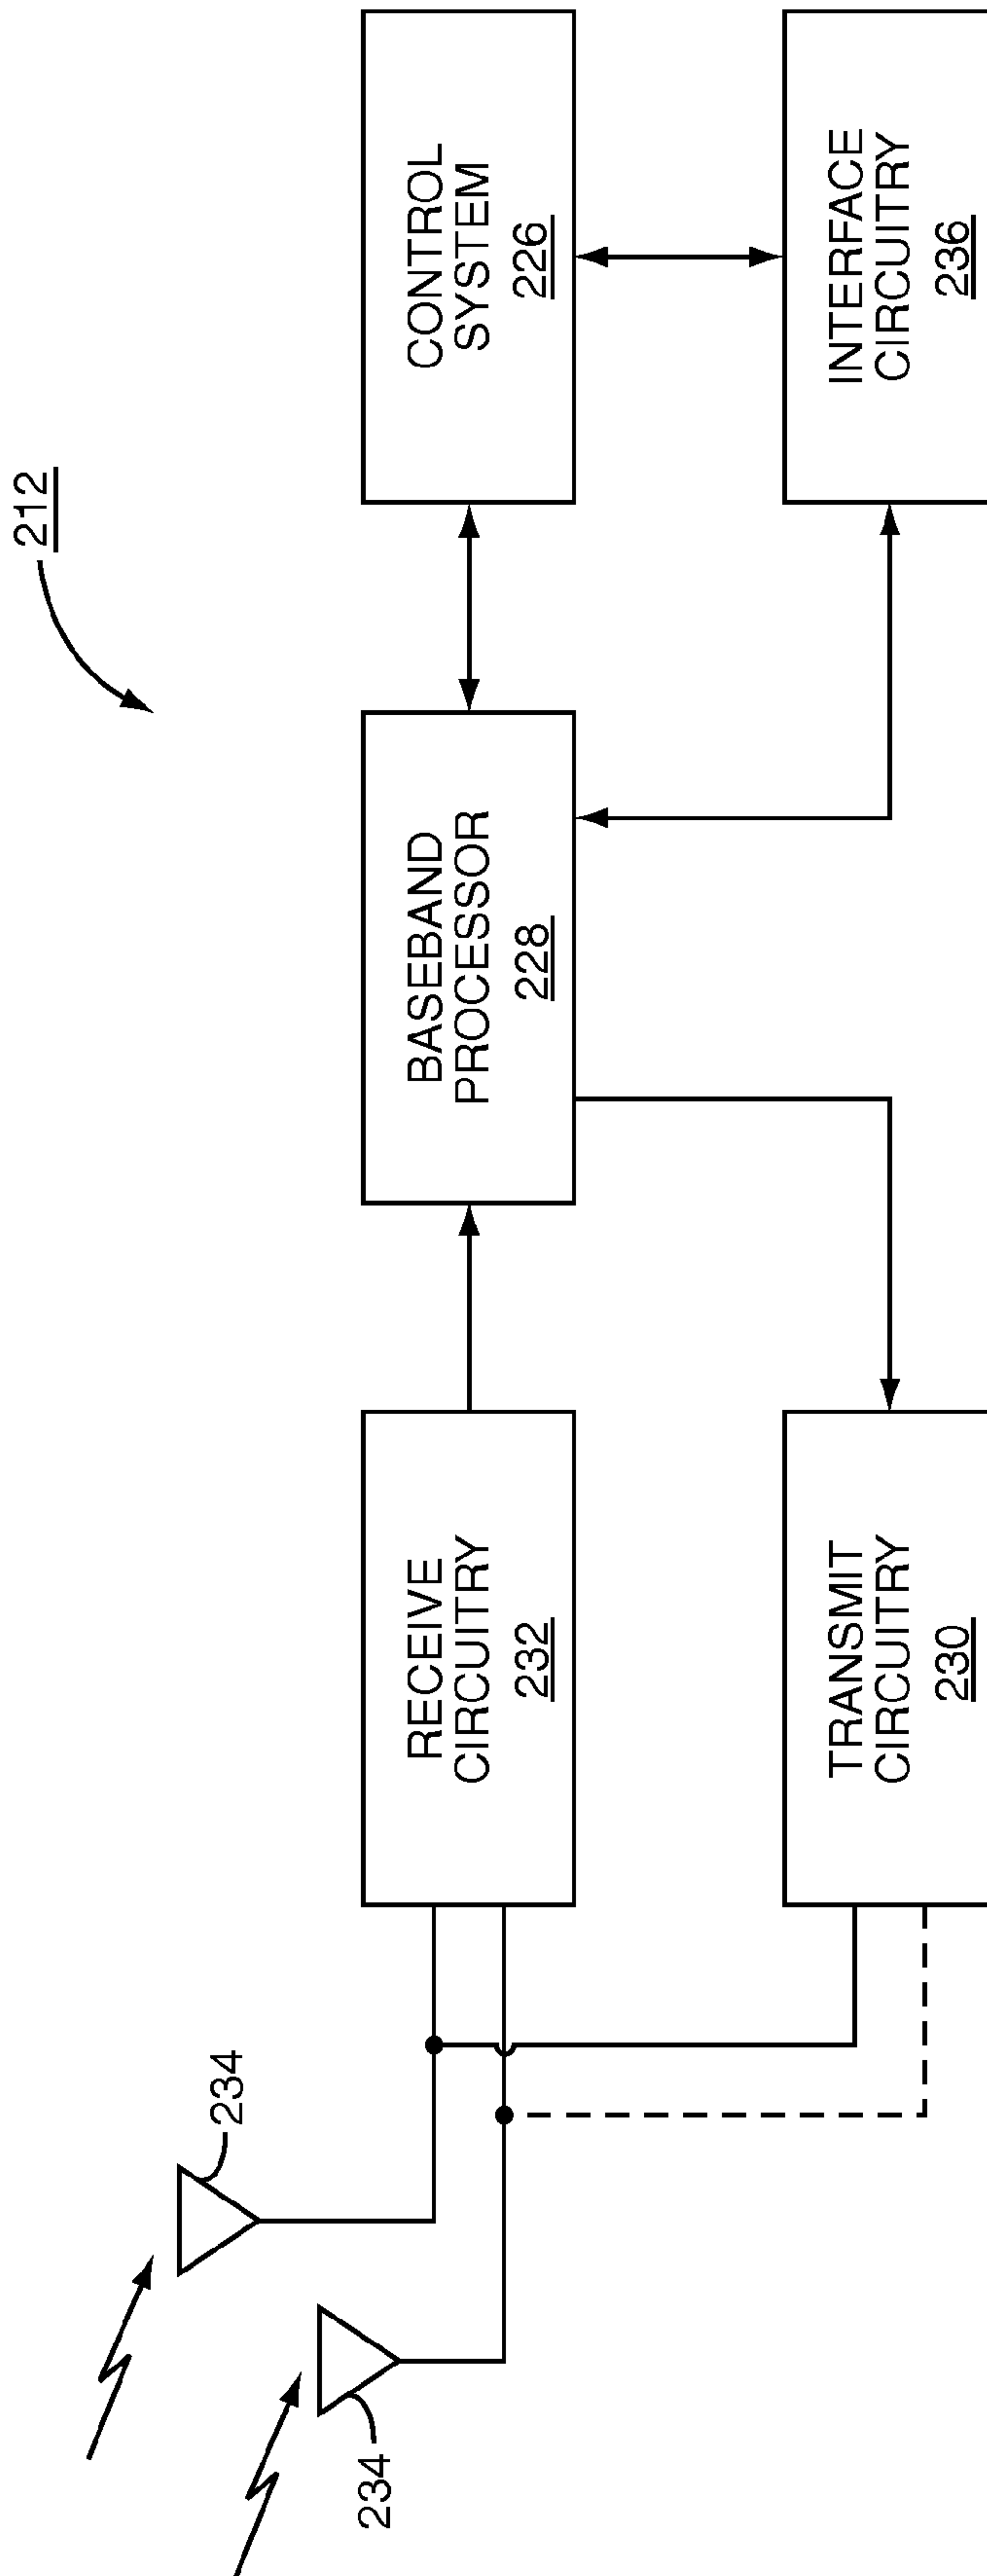 212
234
234
RECEIVE
CIRCUITRY
232
BASEBAND
PROCESSOR
228
CONTROL
SYSTEM
226
TRANSMIT
CIRCUITRY
230
INTERFACE
CIRCUITRY
236